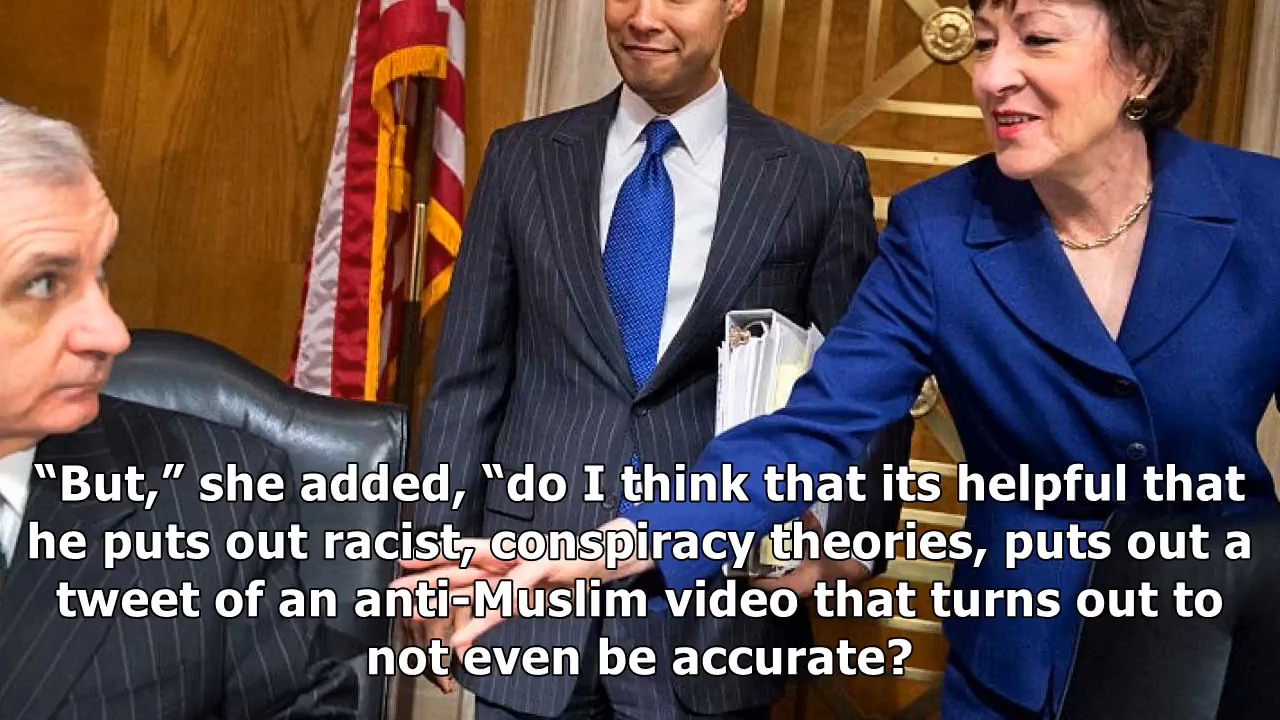 “But,” she added, “do I think that its helpful that
he puts out racist, conspiracy theories, puts out a
tweet of an anti-Muslim video that turns out to
not even be accurate?